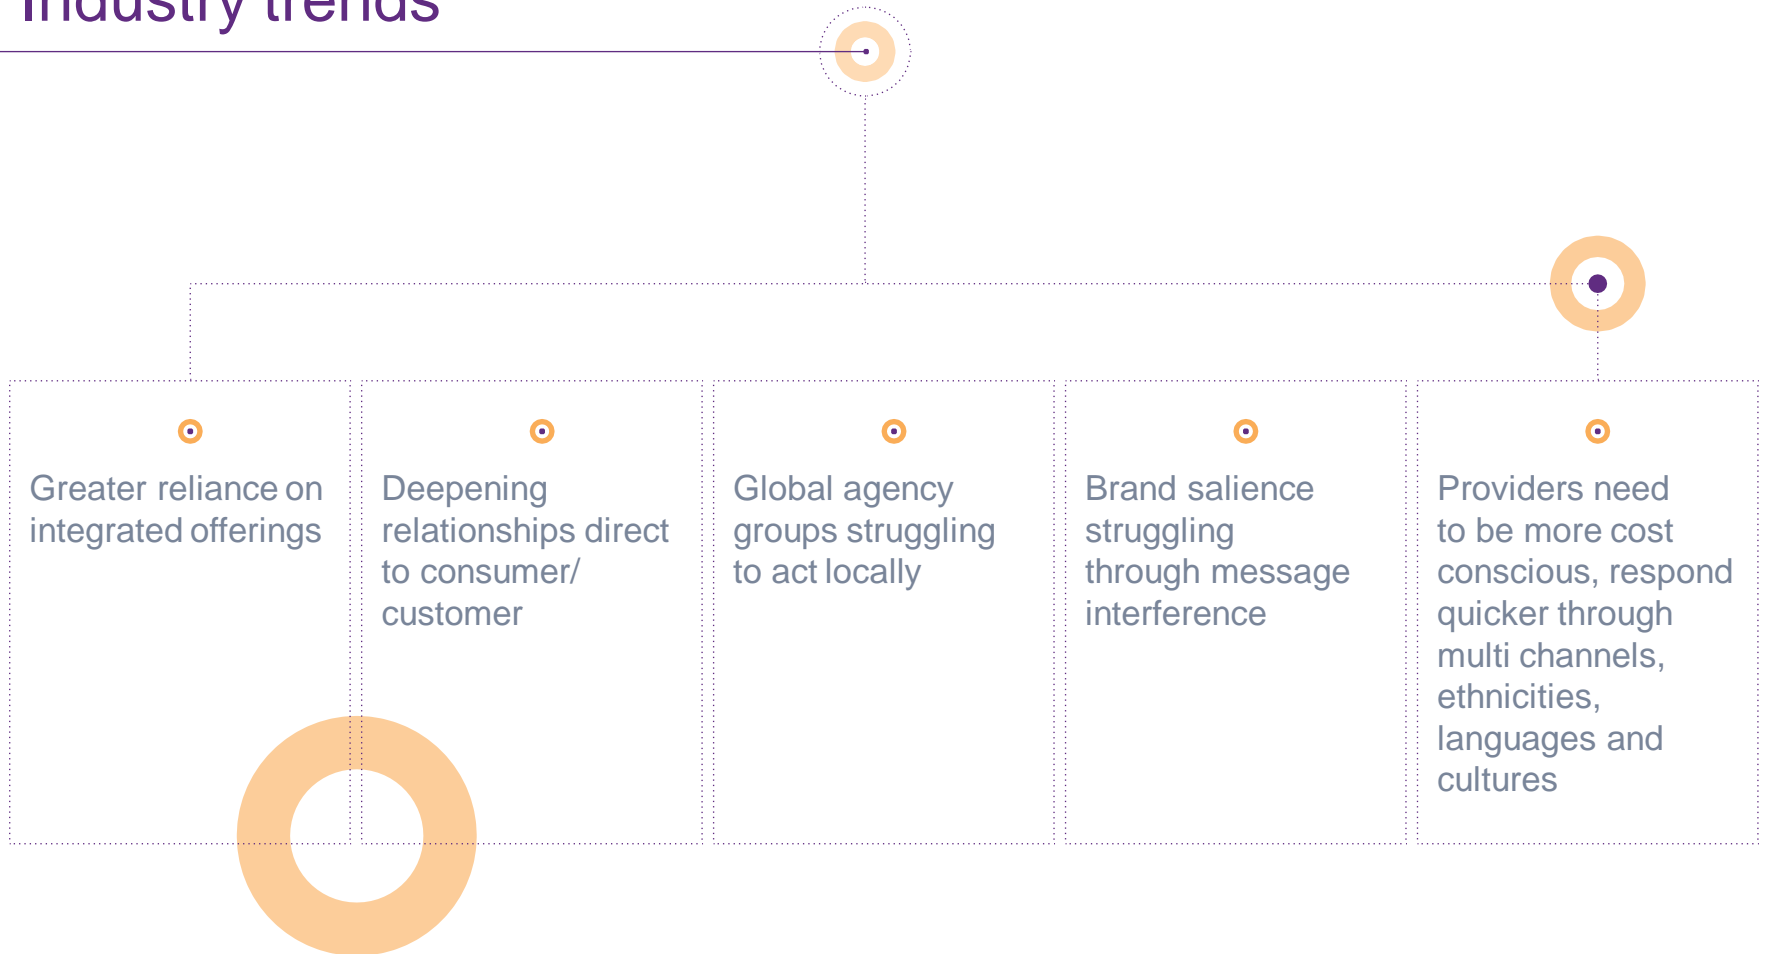 Industry trends
Greater reliance on
integrated offerings
Deepening
relationships direct
to consumer/
customer
Global agency
groups struggling
to act locally
Brand salience
struggling
through message
interference
Providers need
to be more cost
conscious, respond
quicker through
multi channels,
ethnicities,
languages and
cultures